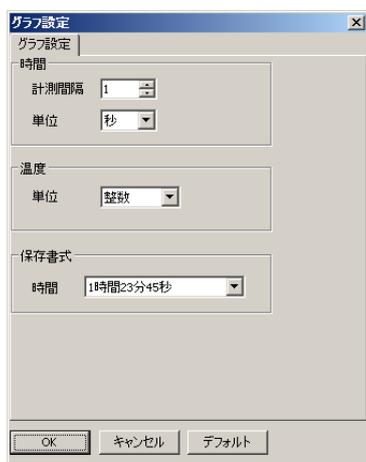 グラフ設定
グラフ設定
時間
計測間隔 1
単位 秒
温度
単位 整数
保存書式
時間 1時間23分45秒
OK キャンセル デフォルト